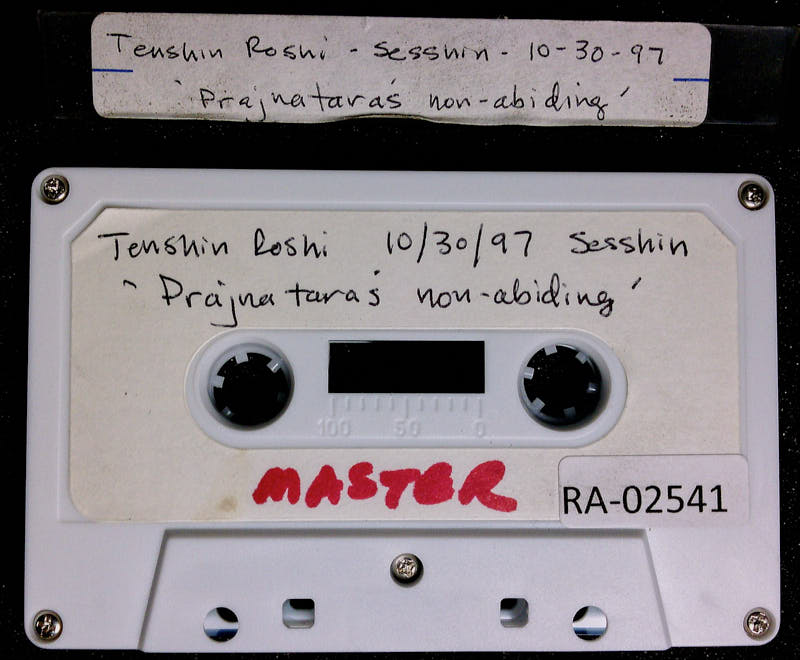 Tenshin Roshi - Sesshin - 10-30-97
'Prajnatara's non-abiding'
Tenshin Roshi 10/30/97 Sesshin
'Prajnatara's non-abiding'
100 50 0
MASTER
RA-02541